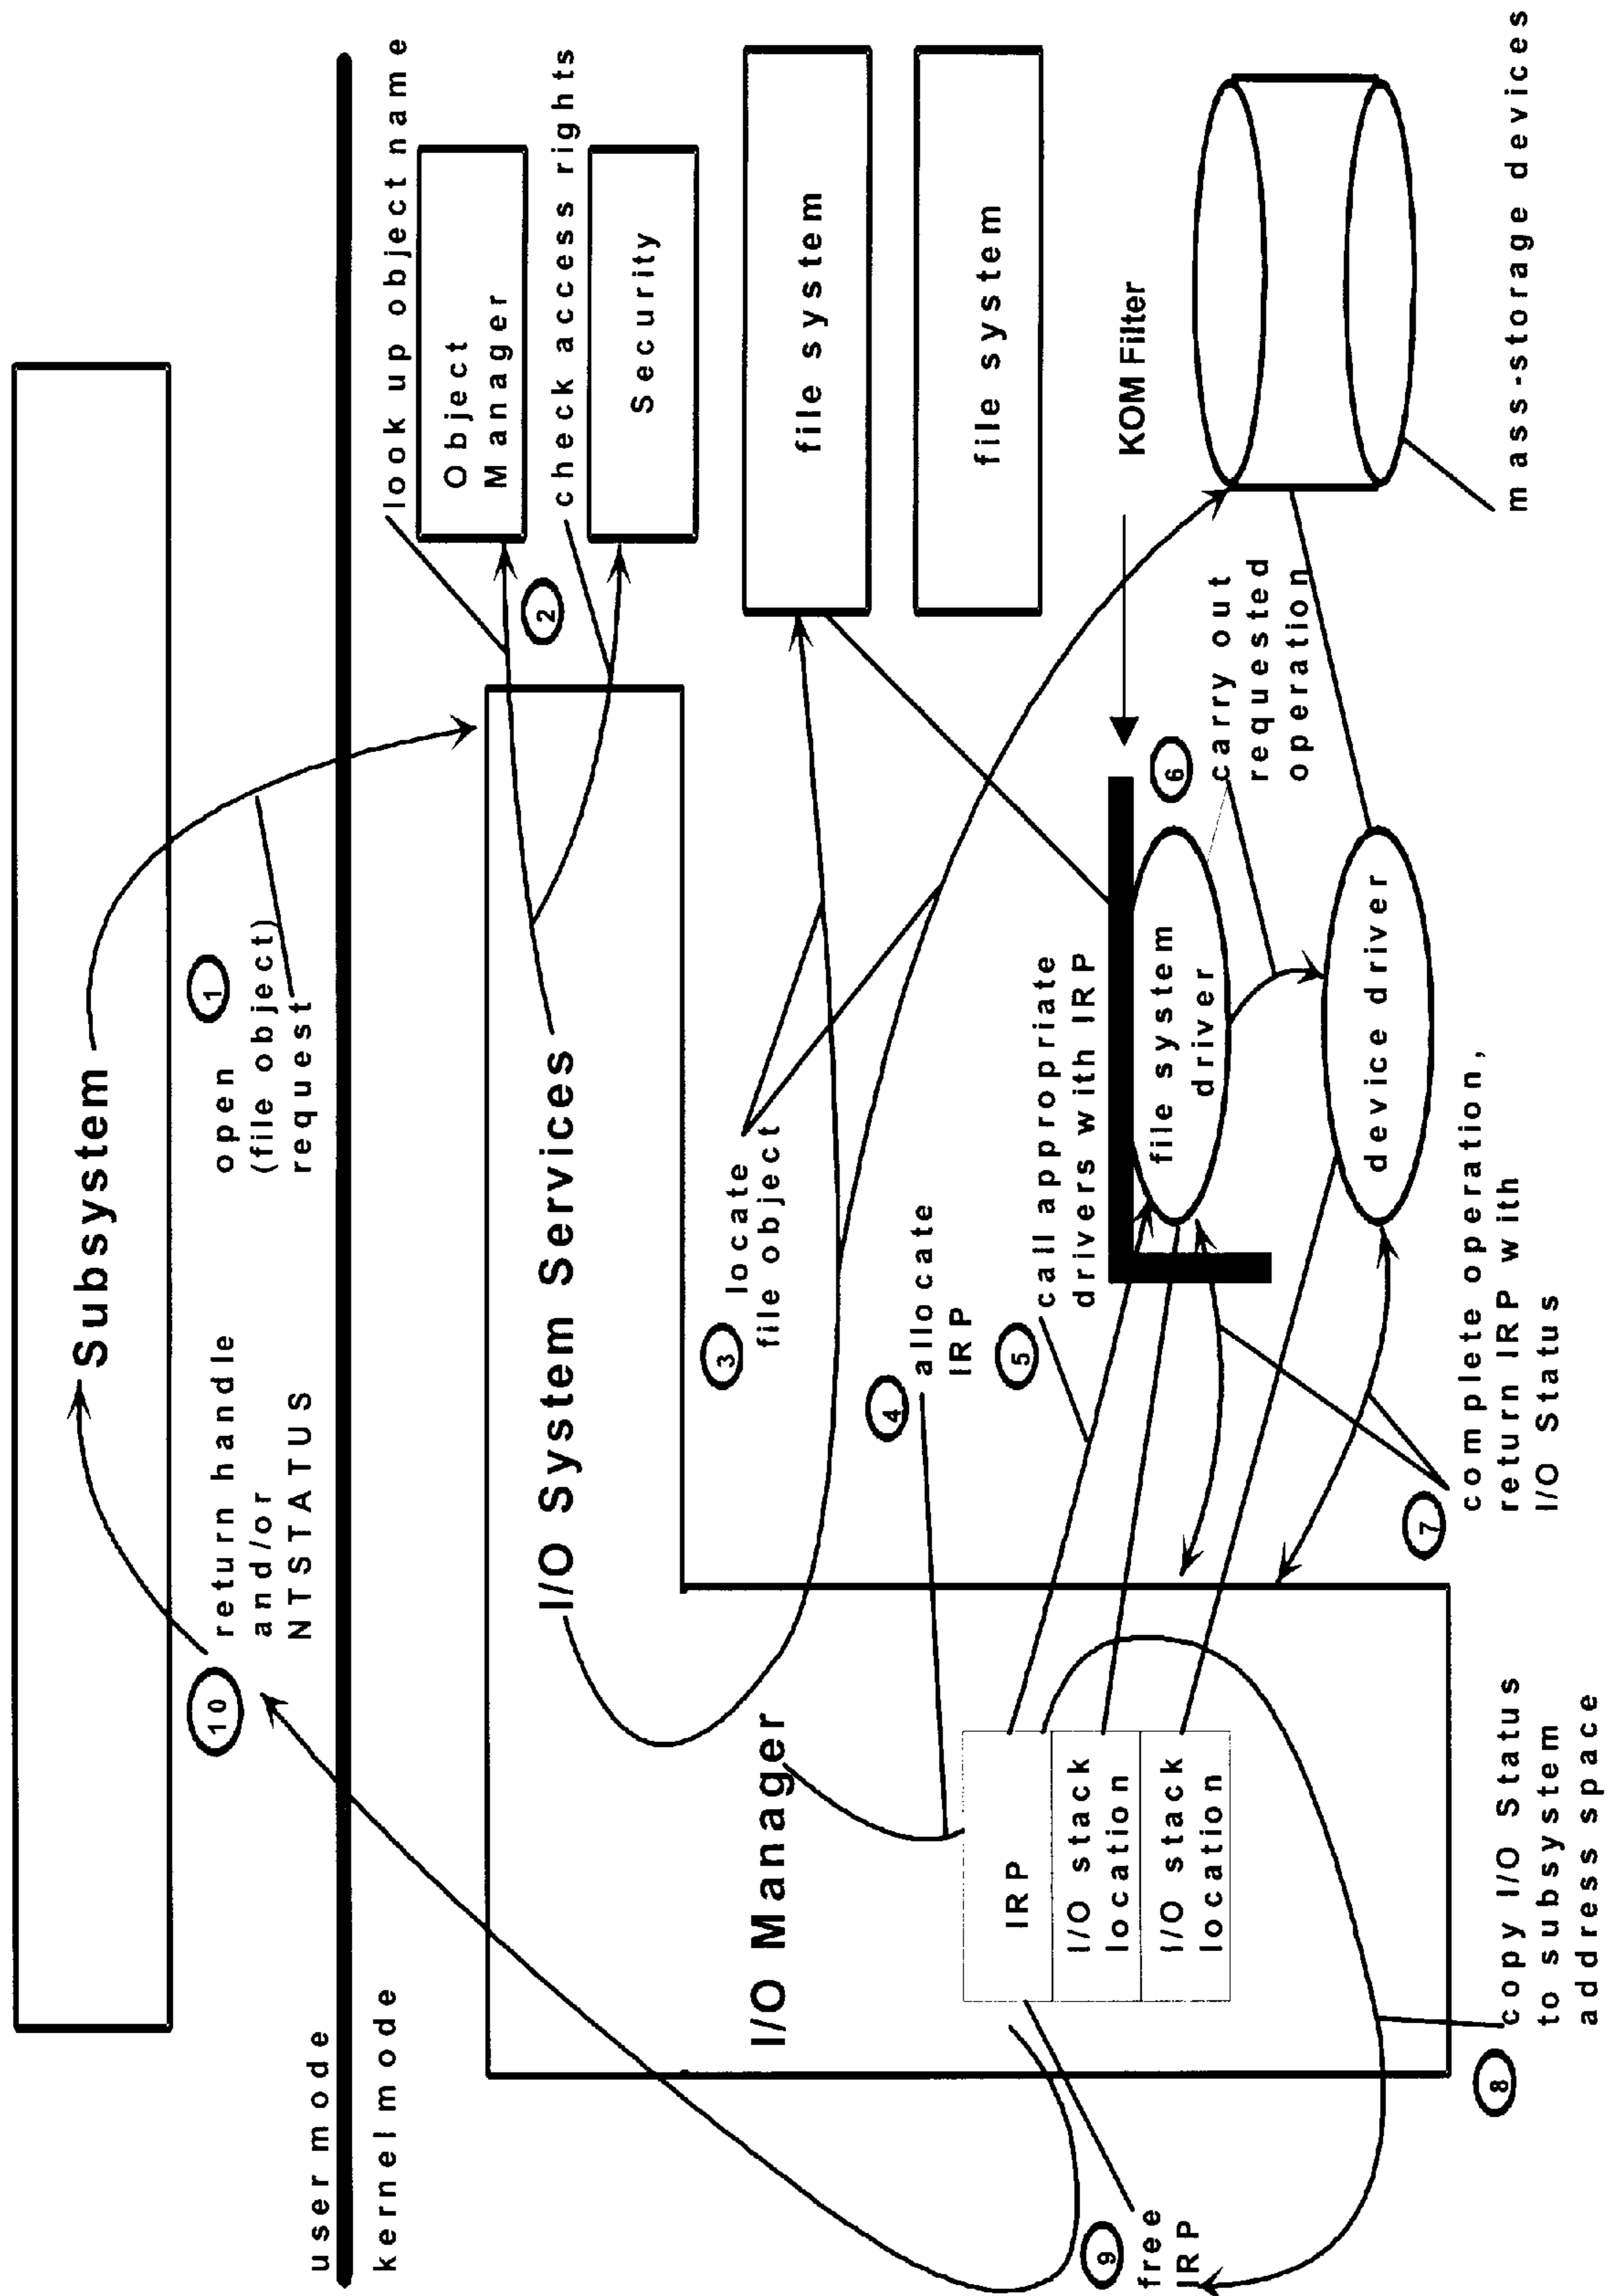 Subsystem
1
open
(file object)
request
10
return handle
and/or
NTSTATUS
user mode
kernel mode
look up object name
Object
Manager
2
check access rights
Security
I/O System Services
I/O Manager
3
locate
file object
file system
file system
4
allocate
IRP
5
call appropriate
drivers with IRP
KOM Filter
6
carry out
requested
operation
file system
driver
device driver
mass-storage devices
IRP
I/O stack
location
I/O stack
location
7
complete operation,
return IRP with
I/O Status
8
copy I/O Status
to subsystem
address space
9
free
IRP